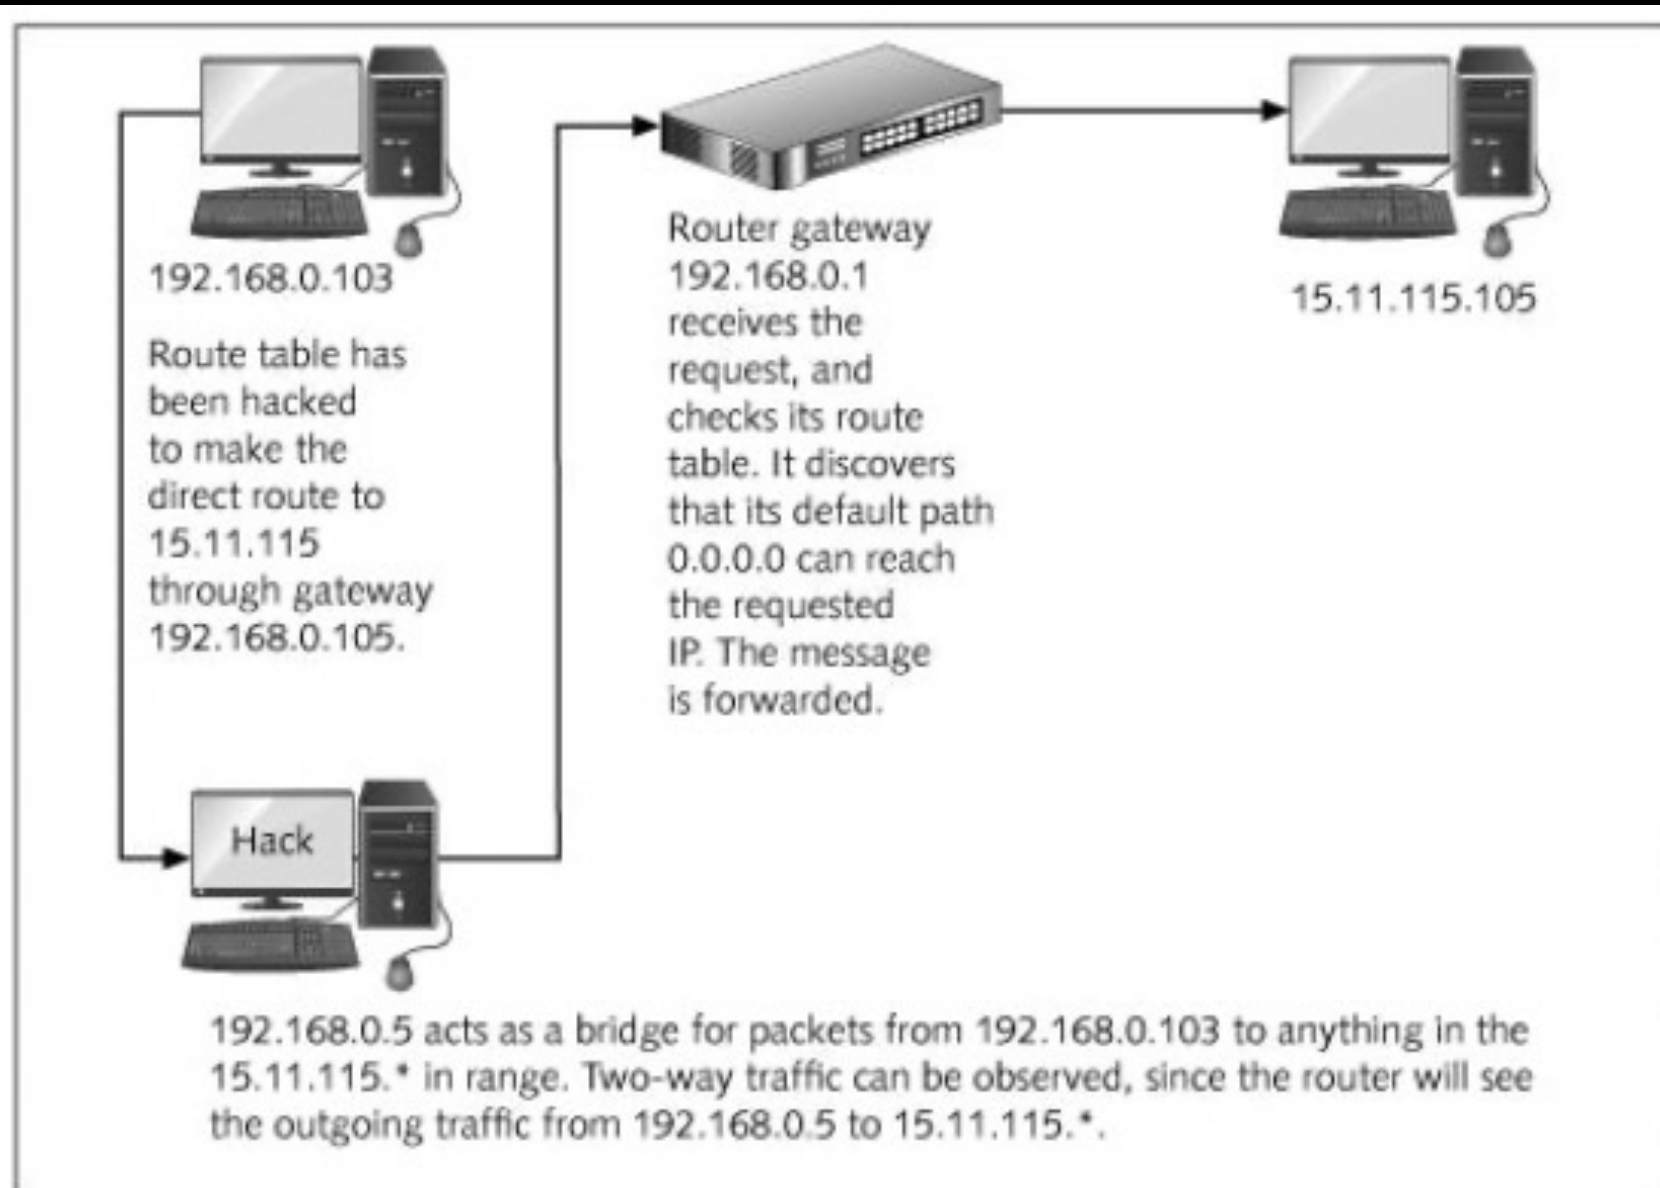 192.168.0.103
Route table has
been hacked
to make the
direct route to
15.11.115
through gateway
192.168.0.105.
Router gateway
192.168.0.1
receives the
request, and
checks its route
table. It discovers
that its default path
0.0.0.0 can reach
the requested
IP. The message
is forwarded.
15.11.115.105
Hack
192.168.0.5 acts as a bridge for packets from 192.168.0.103 to anything in the
15.11.115.* in range. Two-way traffic can be observed, since the router will see
the outgoing traffic from 192.168.0.5 to 15.11.115.*.